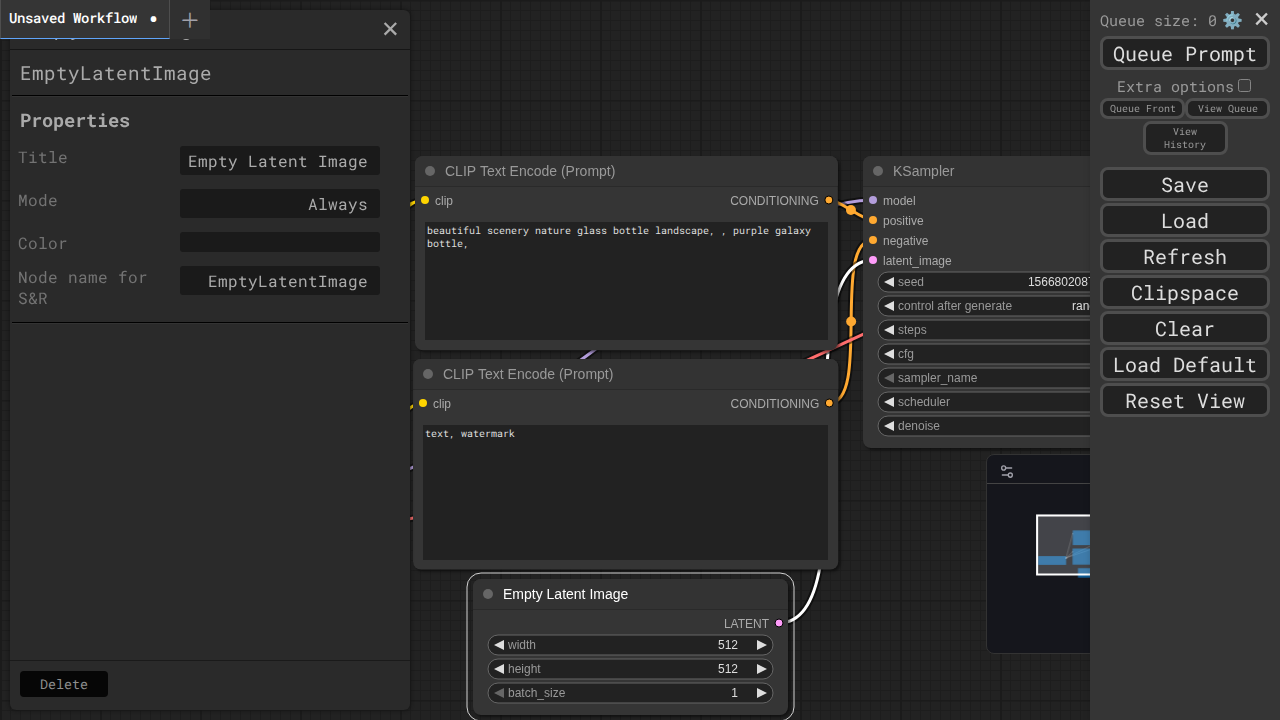 Unsaved Workflow
EmptyLatentImage
Properties
Title
Empty Latent Image
Mode
Always
Color
Node name for
S&R
EmptyLatentImage
Delete
CLIP Text Encode (Prompt)
clip
CONDITIONING
beautiful scenery nature glass bottle landscape, , purple galaxy
bottle,
CLIP Text Encode (Prompt)
clip
CONDITIONING
text, watermark
Empty Latent Image
LATENT
width 512
height 512
batch_size 1
KSampler
model
positive
negative
latent_image
seed 156680208
control after generate ran
steps
cfg
sampler_name
scheduler
denoise
Queue size: 0
Queue Prompt
Extra options
Queue Front
View Queue
View
History
Save
Load
Refresh
Clipspace
Clear
Load Default
Reset View